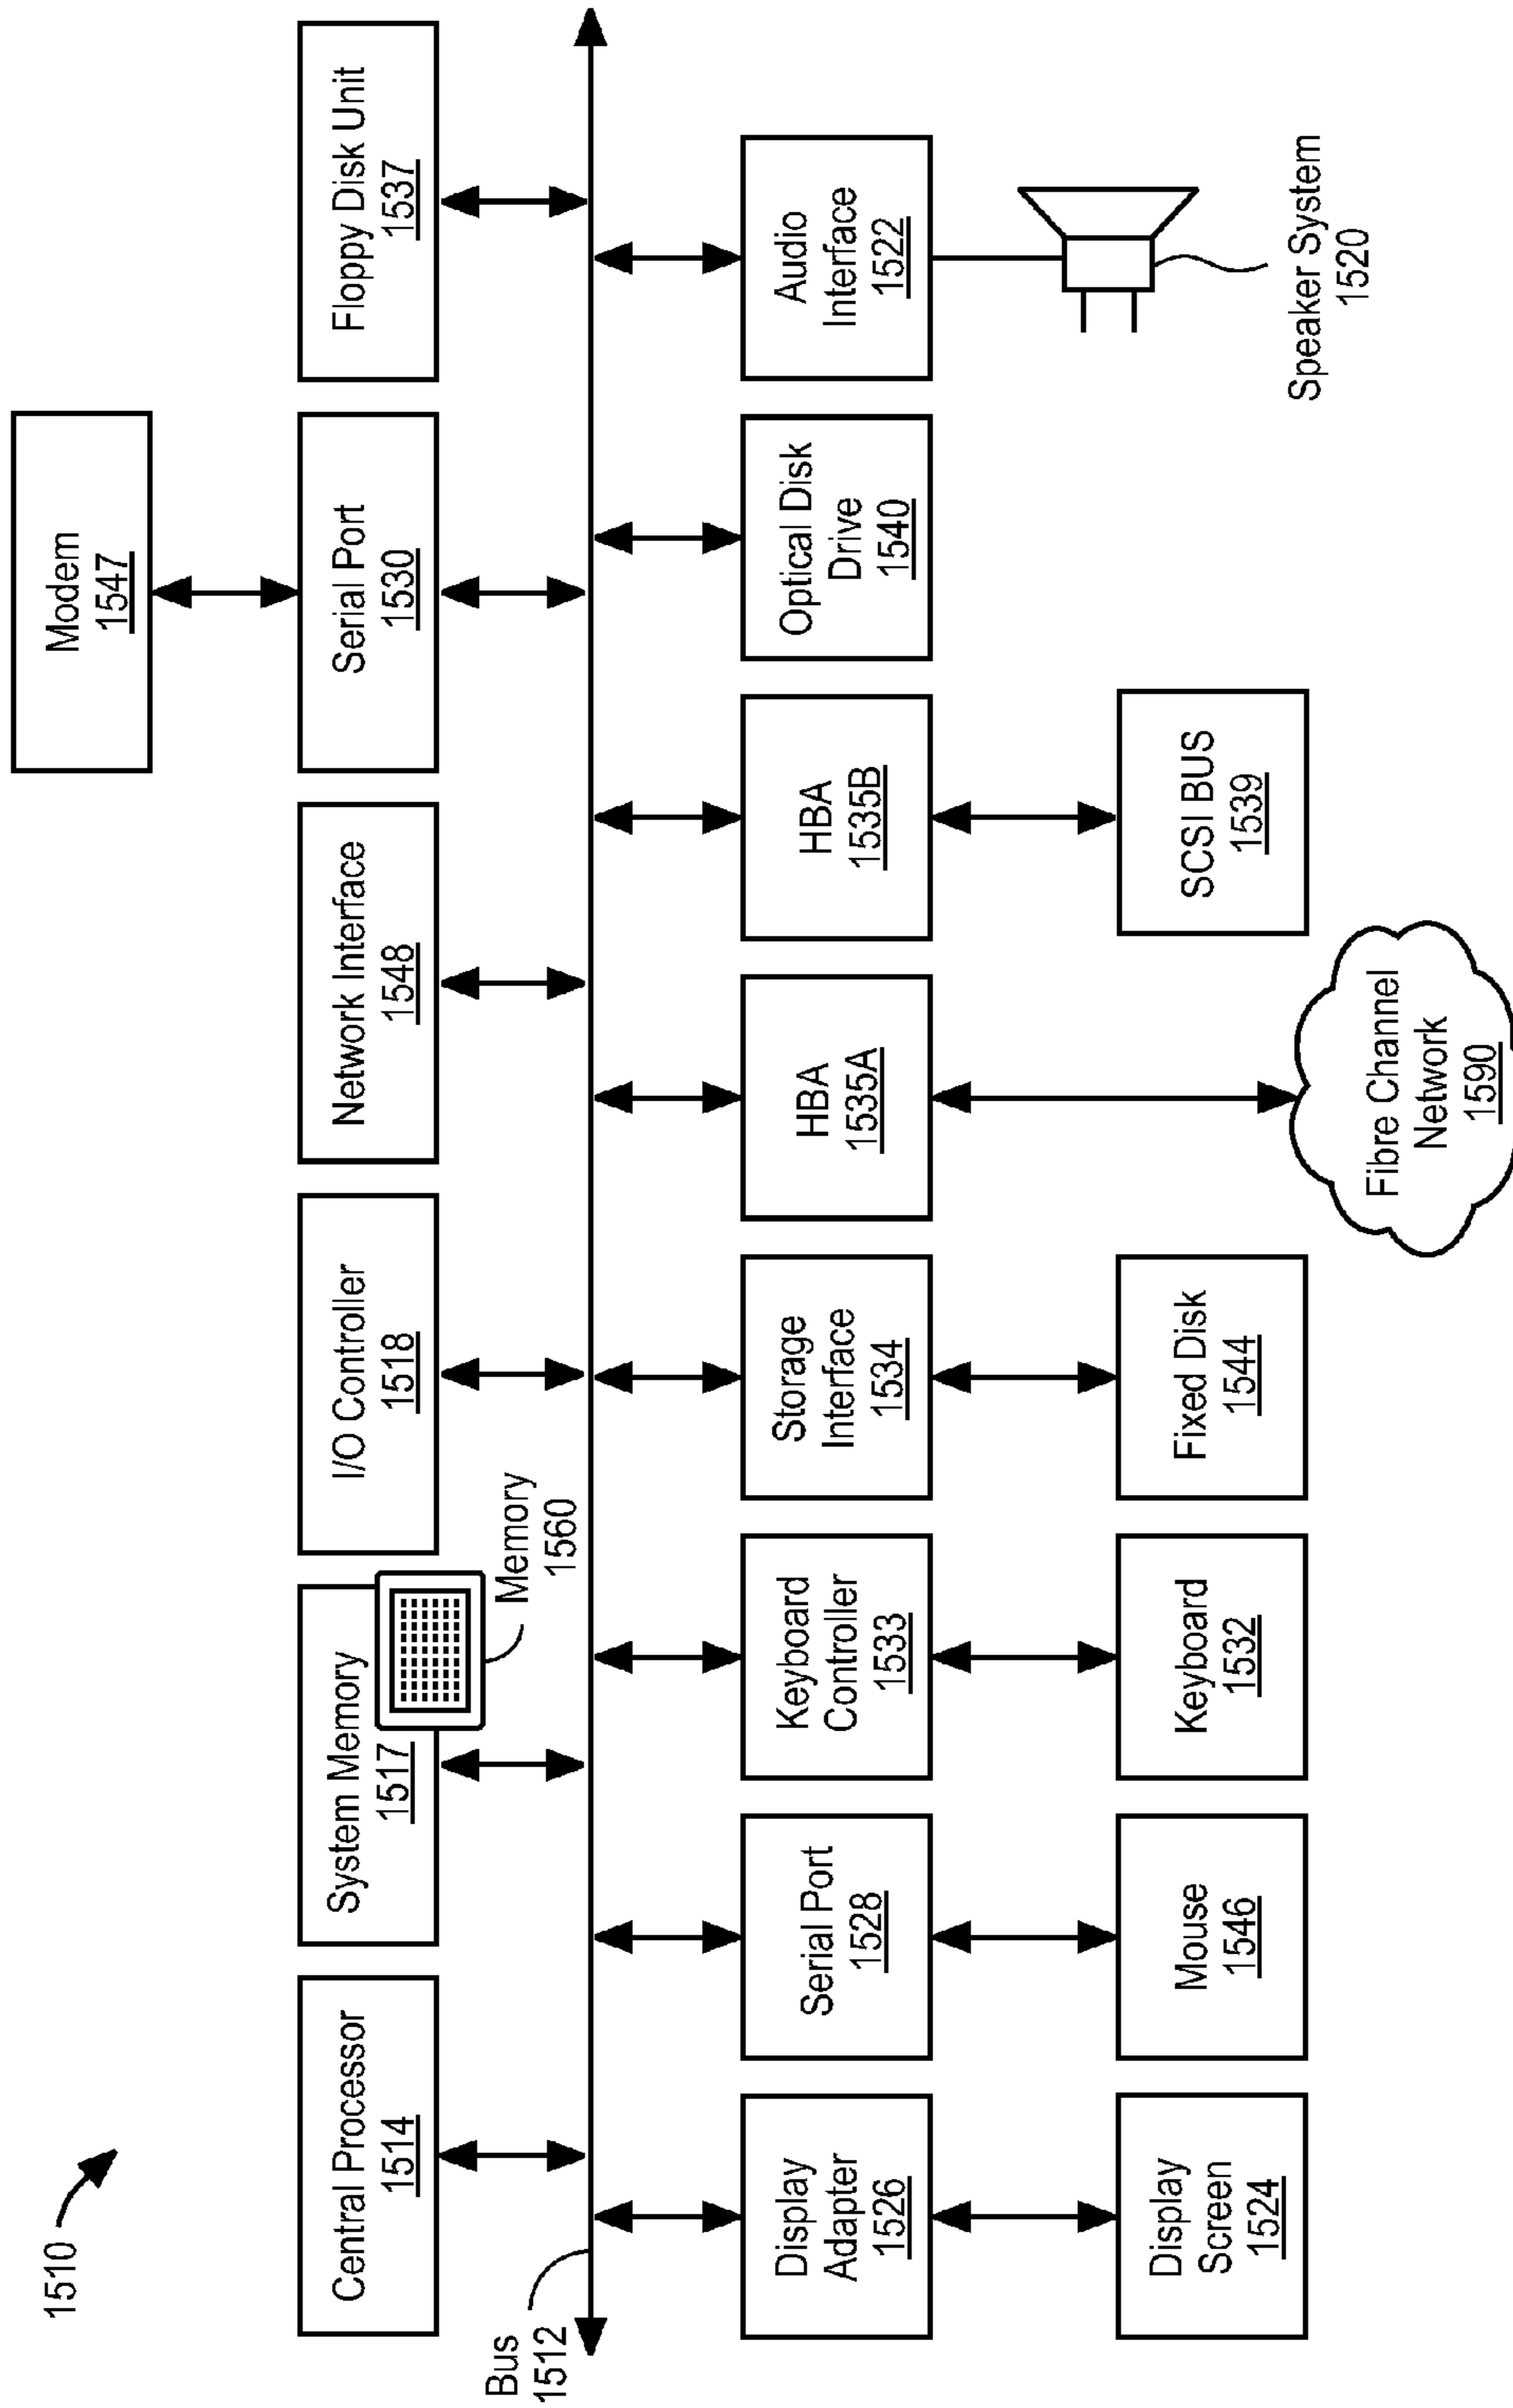 1510
Modem
1547
Central Processor
1514
System Memory
1517
I/O Controller
1518
Network Interface
1548
Serial Port
1530
Floppy Disk Unit
1537
Memory
1560
Bus
1512
Display
Adapter
1526
Serial Port
1528
Keyboard
Controller
1533
Storage
Interface
1534
HBA
1535A
HBA
1535B
Optical Disk
Drive
1540
Audio
Interface
1522
Display
Screen
1524
Mouse
1546
Keyboard
1532
Fixed Disk
1544
Fibre Channel
Network
1590
SCSI BUS
1539
Speaker System
1520